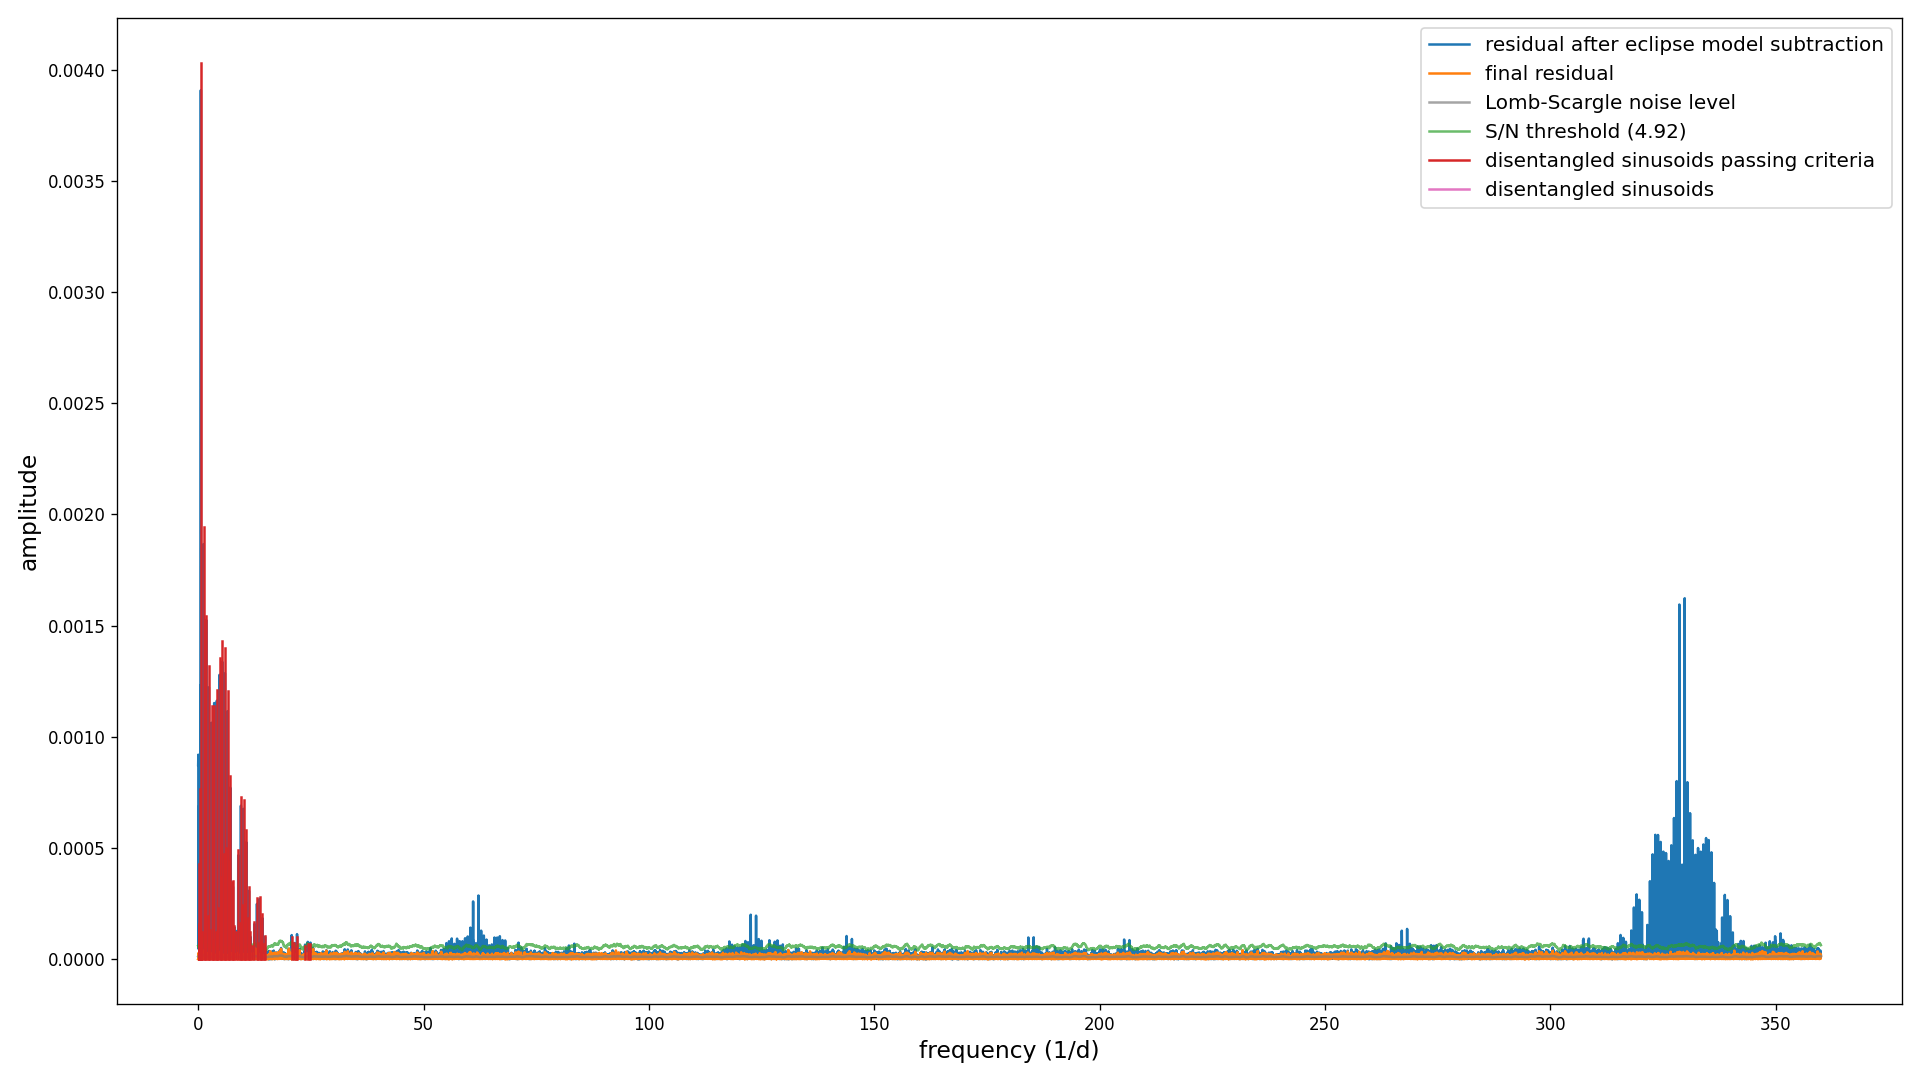 residual after eclipse model subtraction
final residual
Lomb-Scargle noise level
S/N threshold (4.92)
disentangled sinusoids passing criteria
disentangled sinusoids
amplitude
0.0040
0.0035
0.0030
0.0025
0.0020
0.0015
0.0010
0.0005
0.0000
0 50 100 150 200 250 300 350
frequency (1/d)